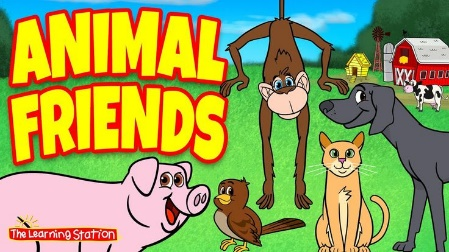 ANIMAL
FRIENDS
The Learning Station